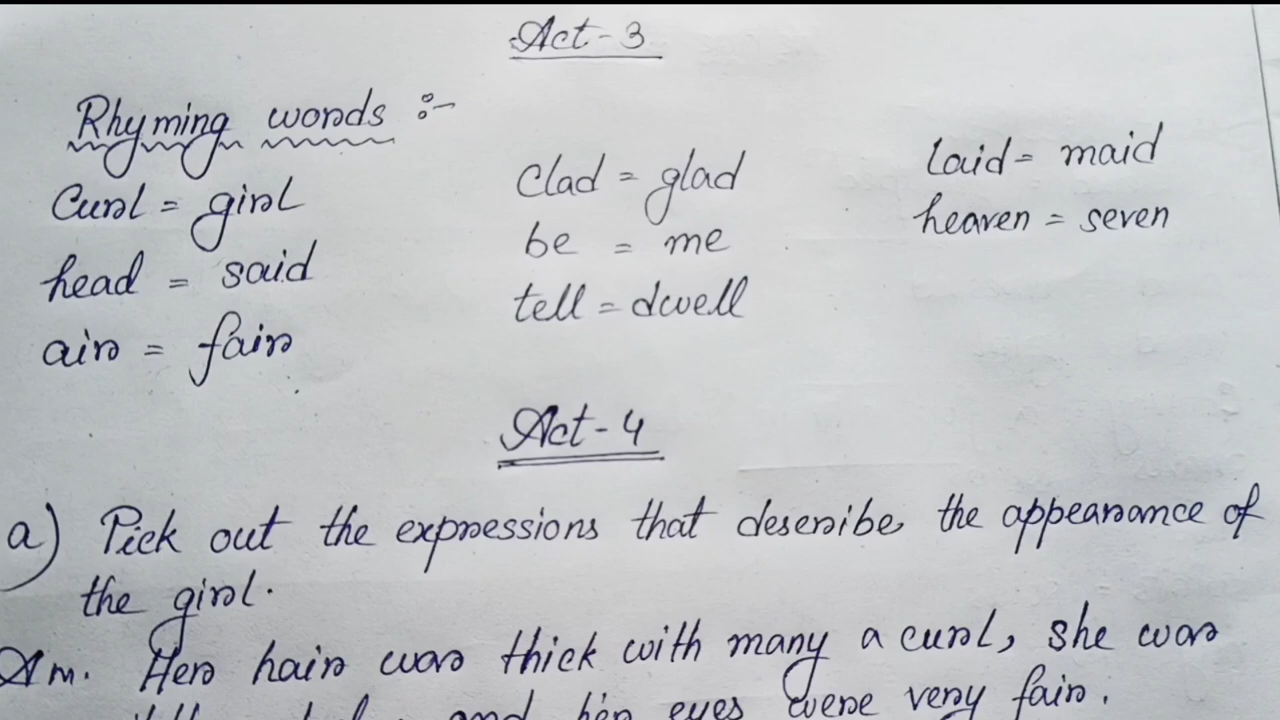 Act - 3
Rhyming words :-
Curl = girl
head = said
air = fair
Clad = glad
be = me
tell = dwell
laid = maid
heaven = seven
Act - 4
a) Pick out the expressions that describe the appearance of
the girl.
Ans. Her hair was thick with many a curl, she was
and her eyes were very fair.